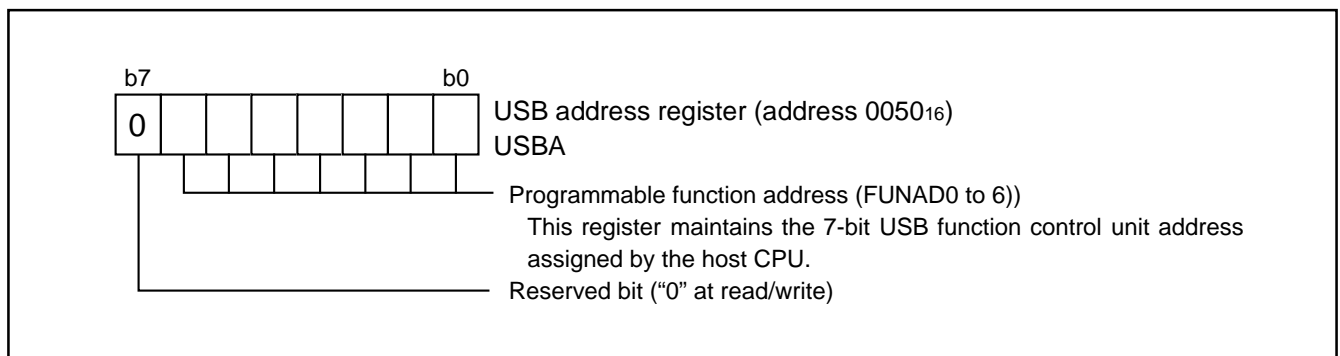 b7 b0
0
USB address register (address 0050₁₆)
USBA
Programmable function address (FUNAD0 to 6))
This register maintains the 7-bit USB function control unit address
assigned by the host CPU.
Reserved bit (“0” at read/write)